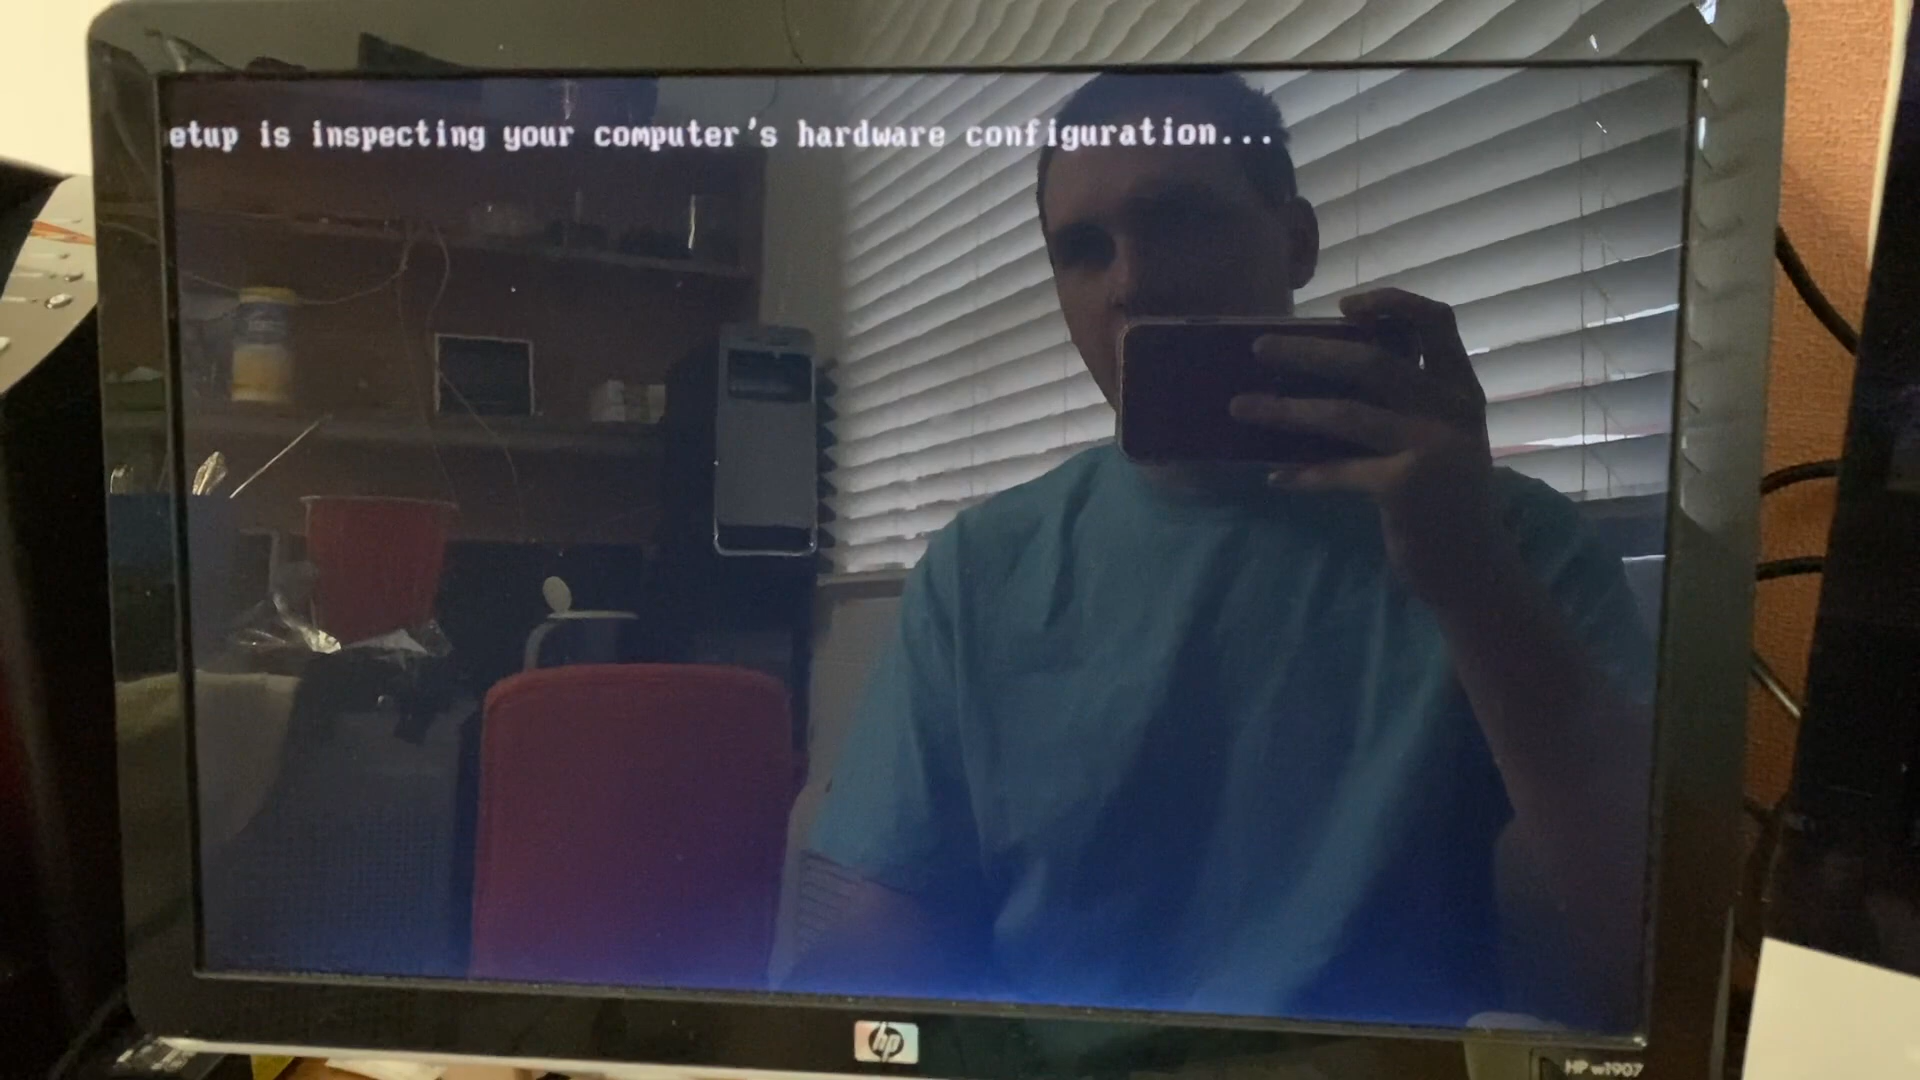 etup is inspecting your computer's hardware configuration...
hp
HP w1907